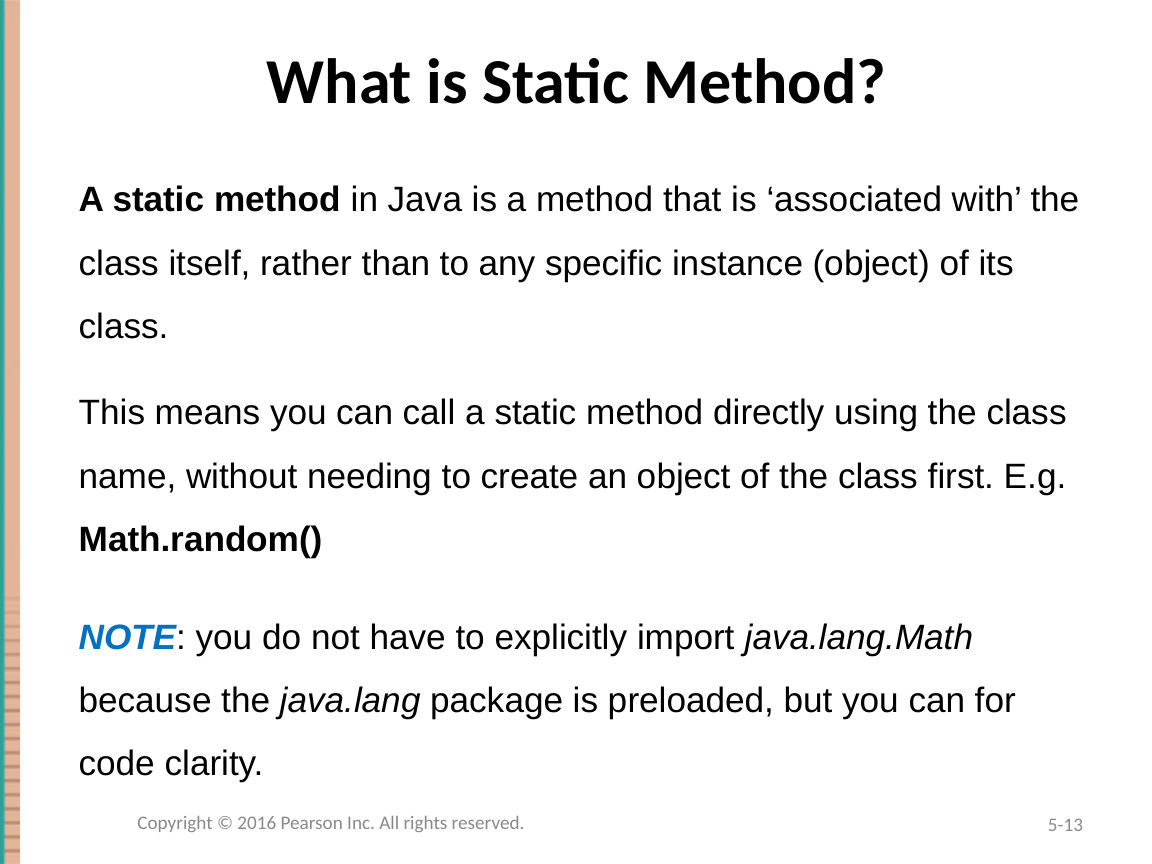 What is Static Method?
A static method in Java is a method that is ‘associated with’ the
class itself, rather than to any specific instance (object) of its
class.
This means you can call a static method directly using the class
name, without needing to create an object of the class first. E.g.
Math.random()
NOTE: you do not have to explicitly import java.lang.Math
because the java.lang package is preloaded, but you can for
code clarity.
Copyright © 2016 Pearson Inc. All rights reserved.
5-13